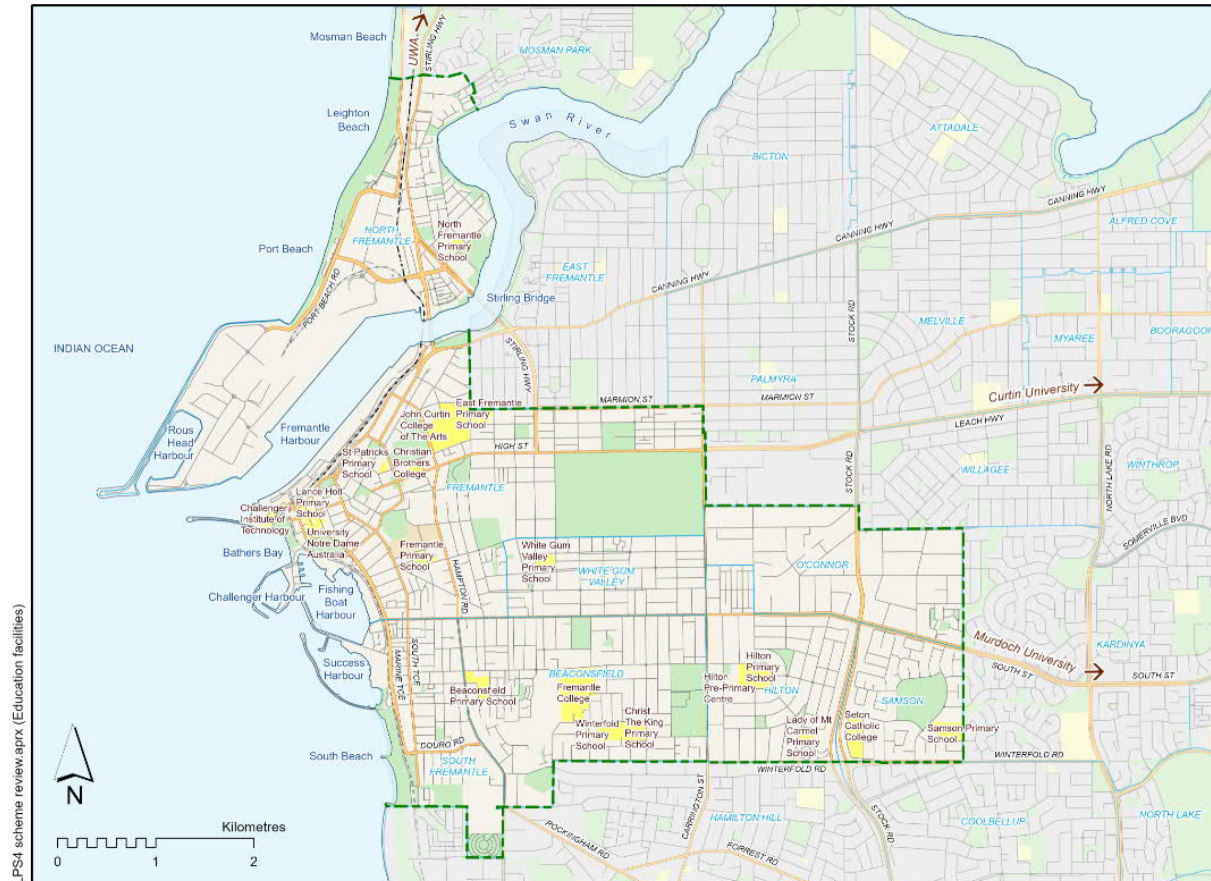 Mosman Beach
UWA
STIRLING HWY
MOSMAN PARK
Leighton
Beach
Swan River
ATTADALE
BICTON
CANNING HWY
ALFRED COVE
CANNING HWY
NORTH
FREMANTLE
North
Fremantle
Primary
School
Port Beach
PORT BEACH RD
EAST
FREMANTLE
CANNING HWY
Stirling Bridge
STOCK RD
MELVILLE
MYAREE
BOORAGOON
INDIAN OCEAN
STIRLING HWY
PALMYRA
Curtin University
MARMION ST
MARMION ST
LEACH HWY
East Fremantle
Primary
School
John Curtin
College
of The Arts
Rous
Head
Harbour
Fremantle
Harbour
HIGH ST
St Patricks
Primary
School
Christian
Brothers
College
FREMANTLE
STOCK RD
WILLAGEE
WINTHROP
NORTH LAKE RD
Lance Holt
Primary
School
Challenger
Institute of
Technology
University
Notre Dame
Australia
SOMERVILLE BVD
Bathers Bay
Fremantle
Primary
School
White Gum
Valley
Primary
School
WHITE GUM
VALLEY
O'CONNOR
Challenger Harbour
Fishing
Boat
Harbour
HAMPTON RD
Murdoch University
KARDINYA
SOUTH ST
SOUTH ST
Success
Harbour
MARINE TCE
SOUTH TCE
Beaconsfield
Primary School
BEACONSFIELD
Fremantle
College
Hilton
Primary
School
Hilton
Pre-Primary
Centre
HILTON
SAMSON
Winterfold
Primary
School
Christ
The King
Primary
School
Lady of Mt
Carmel
Primary
School
Seton
Catholic
College
Samson Primary
School
South Beach
DOURO RD
SOUTH
FREMANTLE
WINTERFOLD RD
WINTERFOLD RD
N
CARRINGTON ST
STOCK RD
HAMILTON HILL
COOLBELLUP
NORTH LAKE
ROCKINGHAM RD
FORREST RD
Kilometres
0 1 2
LPS4 scheme review.aprx (Education facilities)